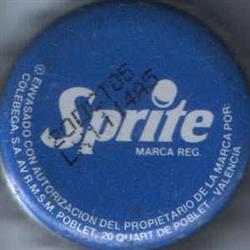 Sprite
MARCA REG.
® ENVASADO CON AUTORIZACION DEL PROPIETARIO DE LA MARCA POR:
COLEBEGA, S.A. AV R.M.S.M. POBLET, 20 QUART DE POBLET - VALENCIA